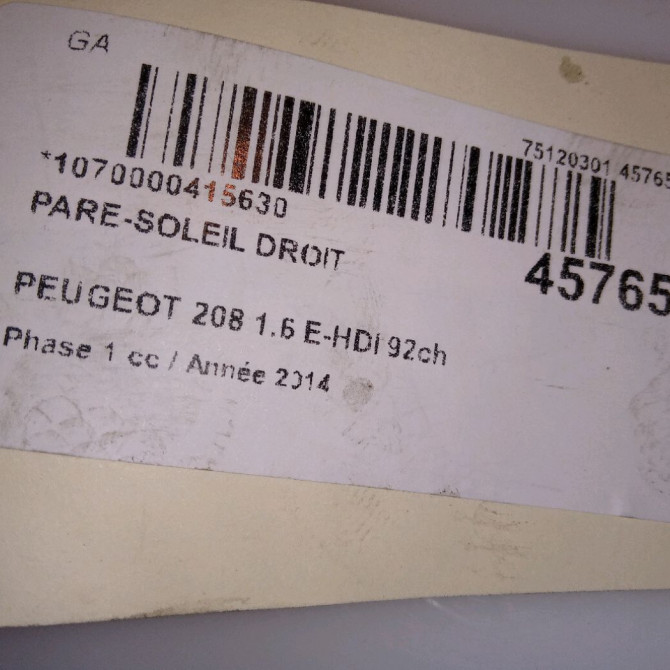 GA
75120301 45765
*1070000415630
45765
PARE-SOLEIL DROIT
PEUGEOT 208 1.6 E-HDI 92ch
Phase 1 cc / Année 2014